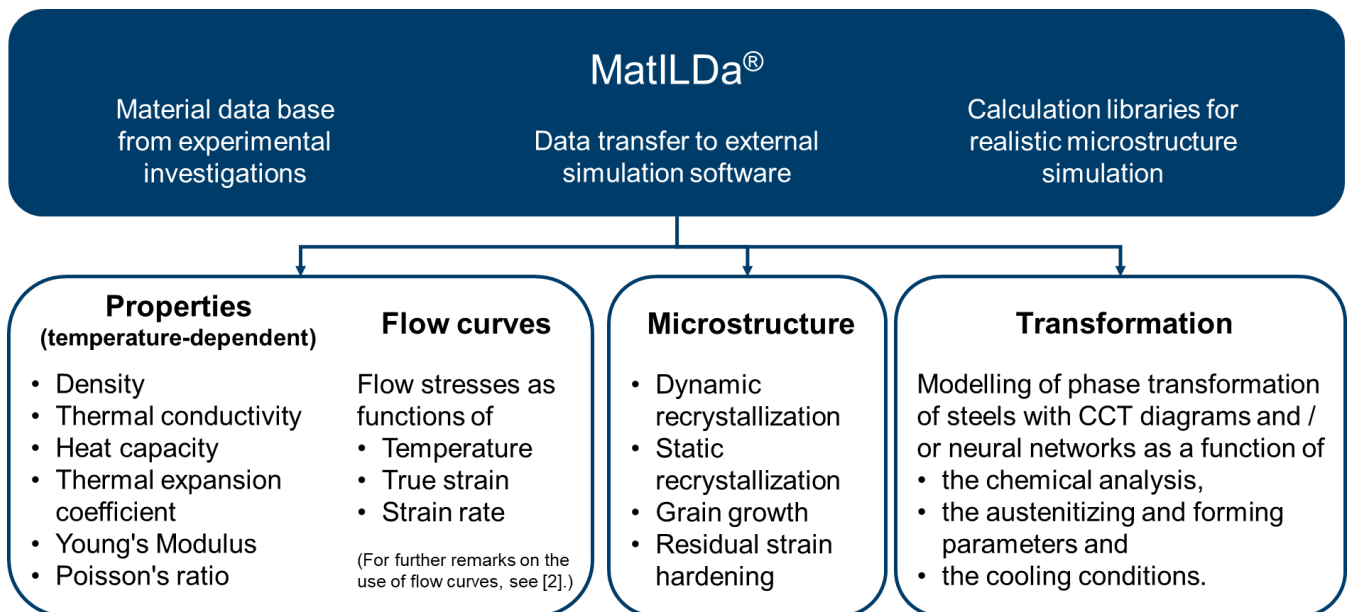 MatILDa®
Material data base
from experimental
investigations
Data transfer to external
simulation software
Calculation libraries for
realistic microstructure
simulation
Properties
(temperature-dependent)
• Density
• Thermal conductivity
• Heat capacity
• Thermal expansion
coefficient
• Young's Modulus
• Poisson's ratio
Flow curves
Flow stresses as
functions of
• Temperature
• True strain
• Strain rate
(For further remarks on the
use of flow curves, see [2].)
Microstructure
• Dynamic
recrystallization
• Static
recrystallization
• Grain growth
• Residual strain
hardening
Transformation
Modelling of phase transformation
of steels with CCT diagrams and /
or neural networks as a function of
• the chemical analysis,
• the austenitizing and forming
parameters and
• the cooling conditions.